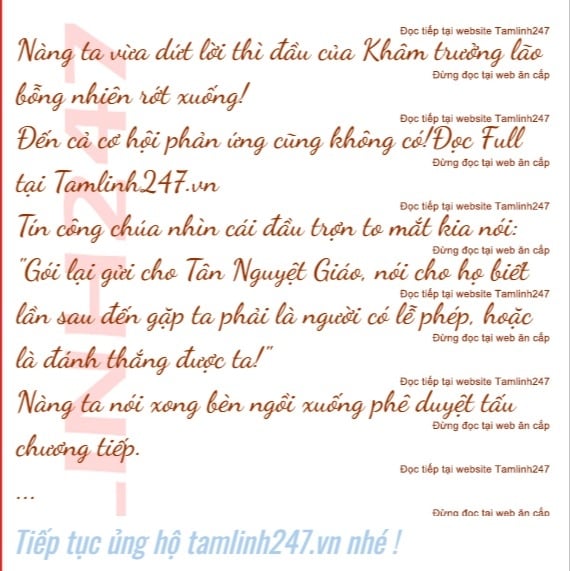 Đọc tiếp tại website Tamlinh247
Nàng ta vừa dứt lời thì đầu của Khâm trưởng lão
Đừng đọc tại web ăn cắp
bỗng nhiên rớt xuống!
Đọc tiếp tại website Tamlinh247
Đến cả cơ hội phản ứng cũng không có!Đọc Full
Đừng đọc tại web ăn cắp
tại Tamlinh247.vn
Đọc tiếp tại website Tamlinh247
Tín công chúa nhìn cái đầu trợn to mắt kia nói:
Đừng đọc tại web ăn cắp
"Gói lại gửi cho Tân Nguyệt Giáo, nói cho họ biết
Đọc tiếp tại website Tamlinh247
lần sau đến gặp ta phải là người có lễ phép, hoặc
Đừng đọc tại web ăn cắp
là đánh thắng được ta!"
Đọc tiếp tại website Tamlinh247
Nàng ta nói xong bèn ngồi xuống phê duyệt tấu
Đừng đọc tại web ăn cắp
chương tiếp.
Đọc tiếp tại website Tamlinh247
...
Đừng đọc tại web ăn cắp
Tiếp tục ủng hộ tamlinh247.vn nhé !
INH247